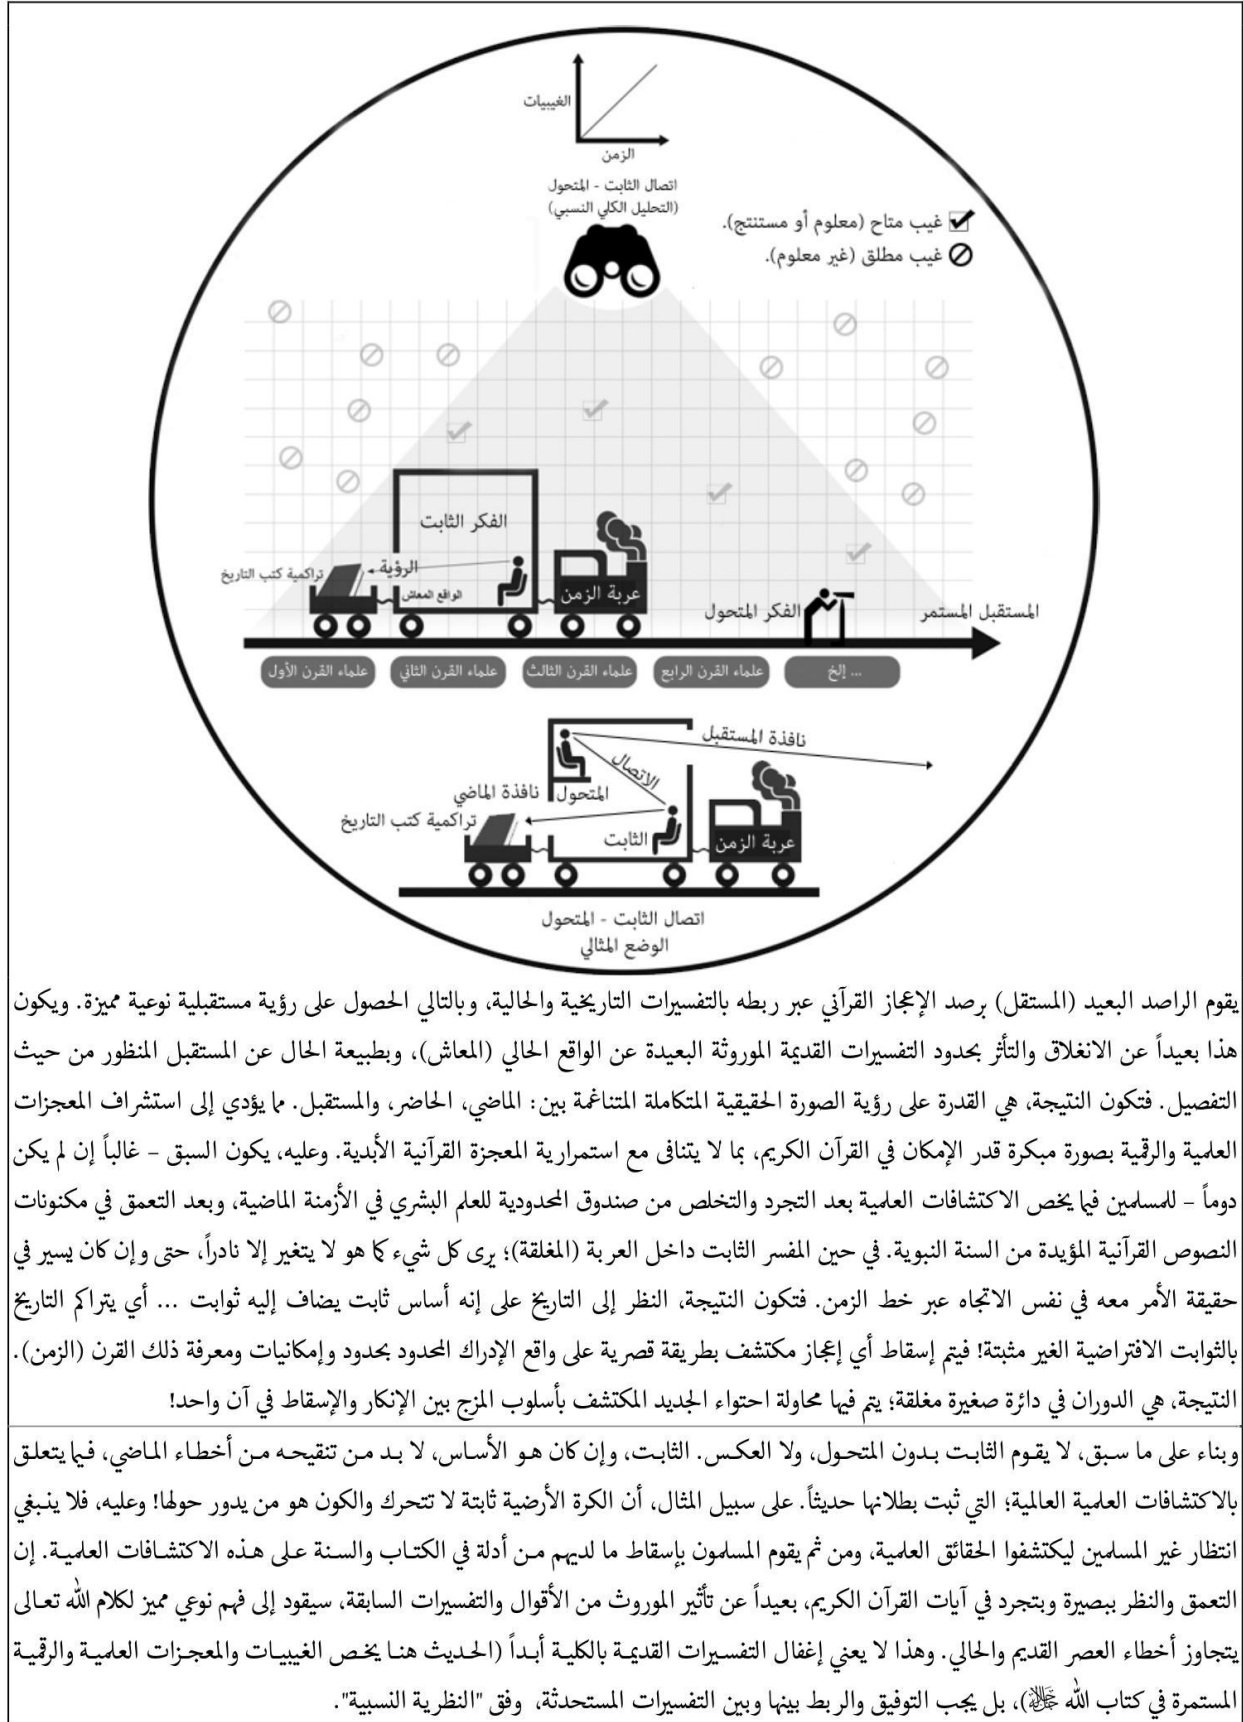 الغيبيات
الزمن
اتصال الثابت - المتحول
(التحليل الكلي النسبي)
غيب متاح (معلوم أو مستنتج).
غيب مطلق (غير معلوم).
الفكر الثابت
الرؤية
تراكمية كتب التاريخ
الواقع المعاش
عربة الزمن
الفكر المتحول
المستقبل المستمر
علماء القرن الأول
علماء القرن الثاني
علماء القرن الثالث
علماء القرن الرابع
... إلخ
نافذة المستقبل
الاتصال
المتحول
نافذة الماضي
تراكمية كتب التاريخ
الثابت
عربة الزمن
اتصال الثابت - المتحول
الوضع المثالي
يقوم الراصد البعيد (المستقل) برصد الإعجاز القرآني عبر ربطه بالتفسيرات التاريخية والحالية، وبالتالي الحصول على رؤية مستقبلية نوعية مميزة. ويكون
هذا بعيداً عن الانغلاق والتأثر بحدود التفسيرات القديمة الموروثة البعيدة عن الواقع الحالي (المعاش)، وبطبيعة الحال عن المستقبل المنظور من حيث
التفصيل. فتكون النتيجة، هي القدرة على رؤية الصورة الحقيقية المتكاملة المتناغمة بين: الماضي، الحاضر، والمستقبل. ما يؤدي إلى استشراف المعجزات
العلمية والرقمية بصورة مبكرة قدر الإمكان في القرآن الكريم، بما لا يتنافى مع استمرارية المعجزة القرآنية الأبدية. وعليه، يكون السبق – غالباً إن لم يكن
دوماً – للمسلمين فيما يخص الاكتشافات العلمية بعد التجرد والتخلص من صندوق المحدودية للعلم البشري في الأزمنة الماضية، وبعد التعمق في مكنونات
النصوص القرآنية المؤيدة من السنة النبوية. في حين المفسر الثابت داخل العربة (المغلقة)؛ يرى كل شيء كما هو لا يتغير إلا نادراً، حتى وإن كان يسير في
حقيقة الأمر معه في نفس الاتجاه عبر خط الزمن. فتكون النتيجة، النظر إلى التاريخ على إنه أساس ثابت يضاف إليه ثوابت ... أي يتراكم التاريخ
بالثوابت الافتراضية الغير مثبتة! فيتم إسقاط أي إعجاز مكتشف بطريقة قصرية على واقع الإدراك المحدود بحدود وإمكانيات ومعرفة ذلك القرن (الزمن).
النتيجة، هي الدوران في دائرة صغيرة مغلقة؛ يتم فيها محاولة احتواء الجديد المكتشف بأسلوب المزج بين الإنكار والإسقاط في آن واحد!
وبناء على ما سبق، لا يقوم الثابت بدون المتحول، ولا العكس. الثابت، وإن كان هو الأساس، لا بد من تنقيحه من أخطاء الماضي، فيما يتعلق
بالاكتشافات العلمية العالمية؛ التي ثبت بطلانها حديثاً. على سبيل المثال، أن الكرة الأرضية ثابتة لا تتحرك والكون هو من يدور حولها! وعليه، فلا ينبغي
انتظار غير المسلمين ليكتشفوا الحقائق العلمية، ومن ثم يقوم المسلمون بإسقاط ما لديهم من أدلة في الكتاب والسنة على هذه الاكتشافات العلمية. إن
التعمق والنظر ببصيرة وبتجرد في آيات القرآن الكريم، بعيداً عن تأثير الموروث من الأقوال والتفسيرات السابقة، سيقود إلى فهم نوعي مميز لكلام الله تعالى
يتجاوز أخطاء العصر القديم والحالي. وهذا لا يعني إغفال التفسيرات القديمة بالكلية أبداً (الحديث هنا يخص الغيبيات والمعجزات العلمية والرقمية
المستمرة في كتاب الله ﷻ)، بل يجب التوفيق والربط بينها وبين التفسيرات المستحدثة، وفق "النظرية النسبية".